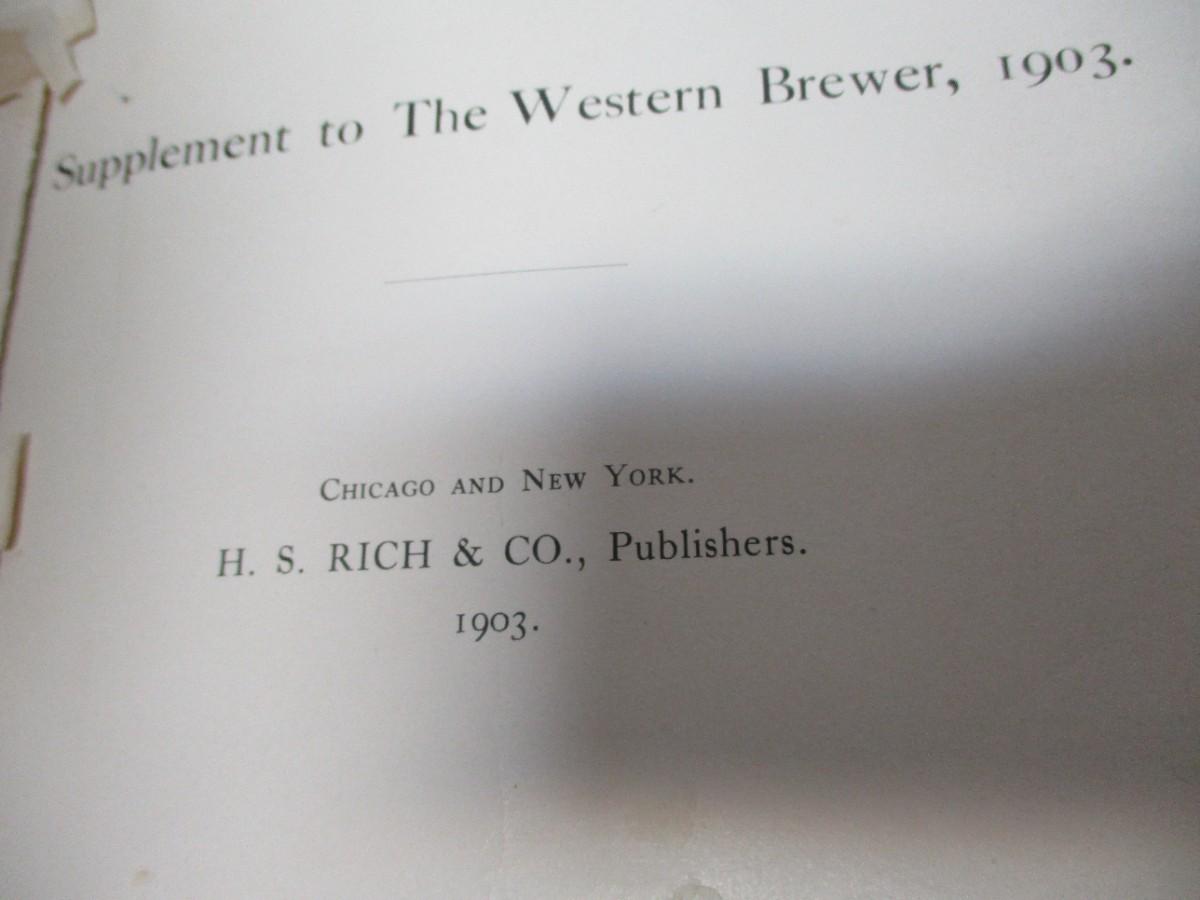 Supplement to The Western Brewer, 1903.
Chicago and New York.
H. S. RICH & CO., Publishers.
1903.